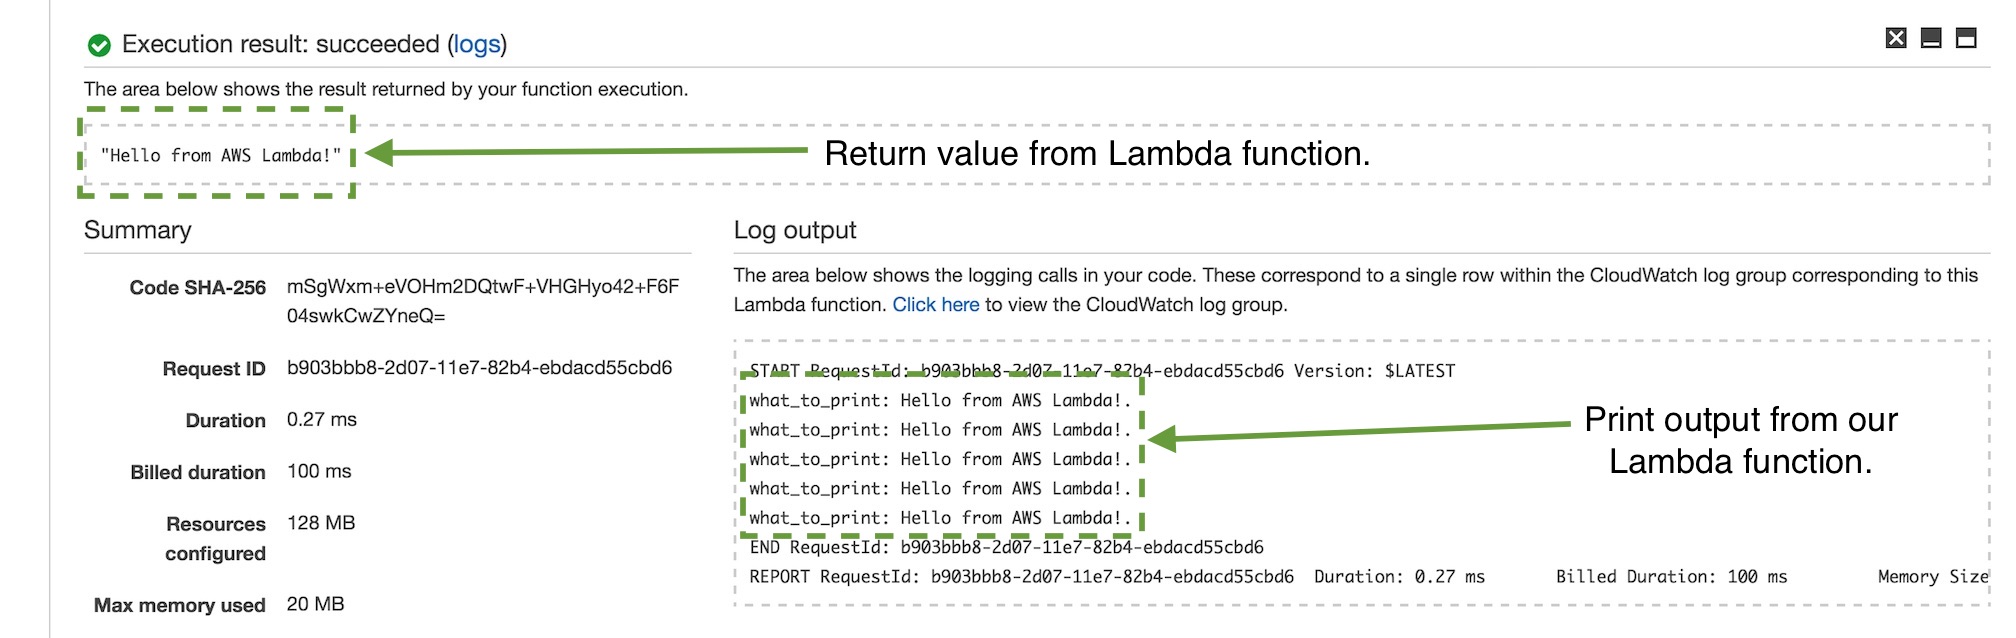 Execution result: succeeded (logs)
The area below shows the result returned by your function execution.
"Hello from AWS Lambda!"
Return value from Lambda function.
Summary
Code SHA-256 mSgWxm+eVOHm2DQtwF+VHGHyo42+F6F
04swkCwZYneQ=
Request ID b903bbb8-2d07-11e7-82b4-ebdacd55cbd6
Duration 0.27 ms
Billed duration 100 ms
Resources 128 MB
configured
Max memory used 20 MB
Log output
The area below shows the logging calls in your code. These correspond to a single row within the CloudWatch log group corresponding to this
Lambda function. Click here to view the CloudWatch log group.
START RequestId: b903bbb8-2d07-11e7-82b4-ebdacd55cbd6 Version: $LATEST
what_to_print: Hello from AWS Lambda!.
what_to_print: Hello from AWS Lambda!.
what_to_print: Hello from AWS Lambda!.
what_to_print: Hello from AWS Lambda!.
what_to_print: Hello from AWS Lambda!.
END RequestId: b903bbb8-2d07-11e7-82b4-ebdacd55cbd6
REPORT RequestId: b903bbb8-2d07-11e7-82b4-ebdacd55cbd6 Duration: 0.27 ms Billed Duration: 100 ms Memory Size
Print output from our
Lambda function.